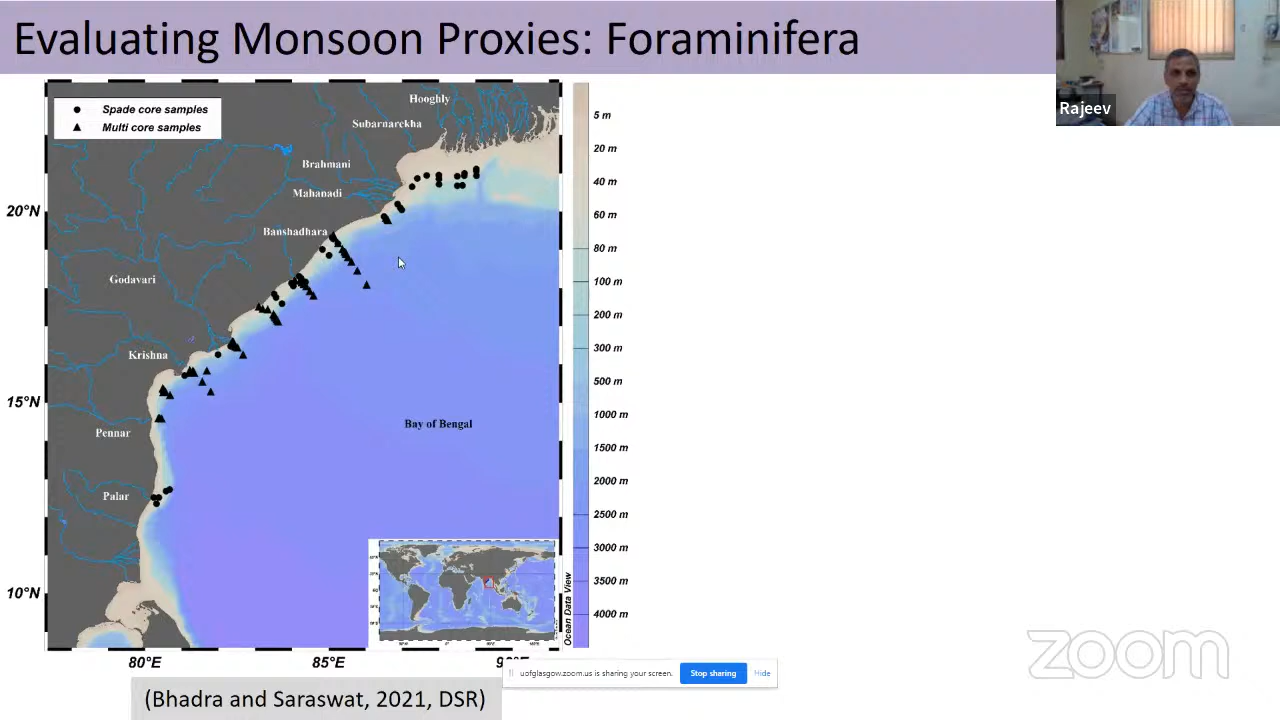 Evaluating Monsoon Proxies: Foraminifera
Rajeev
Spade core samples
Multi core samples
Hooghly
Subarnarekha
Brahmani
Mahanadi
20°N
Banshadhara
Godavari
Krishna
15°N
Pennar
Bay of Bengal
Palar
10°N
80°E
85°E
5 m
20 m
40 m
60 m
80 m
100 m
200 m
300 m
500 m
1000 m
1500 m
2000 m
2500 m
3000 m
3500 m
4000 m
Ocean Data View
uofglasgow.zoom.us is sharing your screen.
Stop sharing
Hide
(Bhadra and Saraswat, 2021, DSR)
zoom